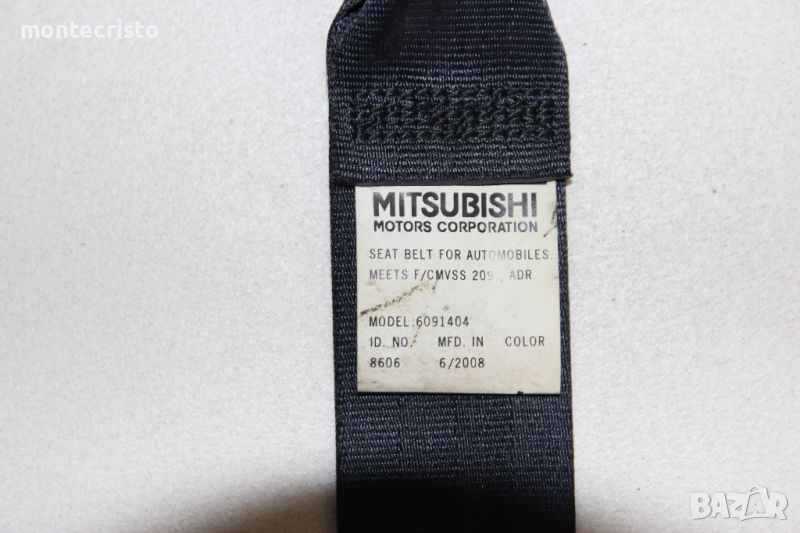 montecristo
MITSUBISHI
MOTORS CORPORATION
SEAT BELT FOR AUTOMOBILES.
MEETS F/CMVSS 209 , ADR
MODEL:6091404
ID. NO. MFD. IN COLOR
8606 6/2008
BAZAR